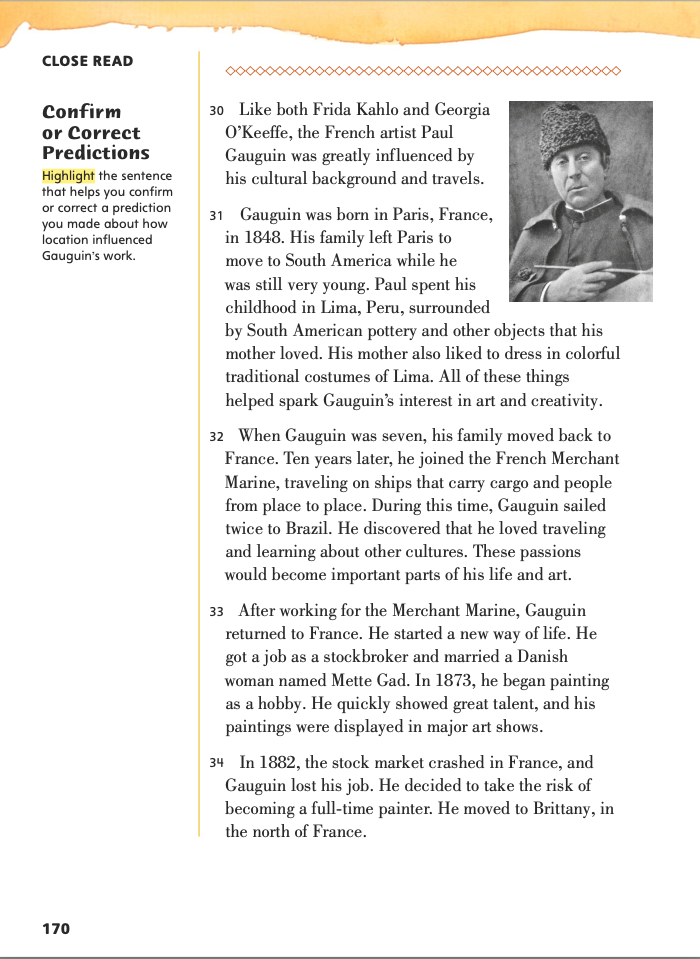 CLOSE READ
Confirm
or Correct
Predictions
Highlight the sentence
that helps you confirm
or correct a prediction
you made about how
location influenced
Gauguin's work.
30 Like both Frida Kahlo and Georgia
O'Keeffe, the French artist Paul
Gauguin was greatly influenced by
his cultural background and travels.
31 Gauguin was born in Paris, France,
in 1848. His family left Paris to
move to South America while he
was still very young. Paul spent his
childhood in Lima, Peru, surrounded
by South American pottery and other objects that his
mother loved. His mother also liked to dress in colorful
traditional costumes of Lima. All of these things
helped spark Gauguin's interest in art and creativity.
32 When Gauguin was seven, his family moved back to
France. Ten years later, he joined the French Merchant
Marine, traveling on ships that carry cargo and people
from place to place. During this time, Gauguin sailed
twice to Brazil. He discovered that he loved traveling
and learning about other cultures. These passions
would become important parts of his life and art.
33 After working for the Merchant Marine, Gauguin
returned to France. He started a new way of life. He
got a job as a stockbroker and married a Danish
woman named Mette Gad. In 1873, he began painting
as a hobby. He quickly showed great talent, and his
paintings were displayed in major art shows.
34 In 1882, the stock market crashed in France, and
Gauguin lost his job. He decided to take the risk of
becoming a full-time painter. He moved to Brittany, in
the north of France.
170